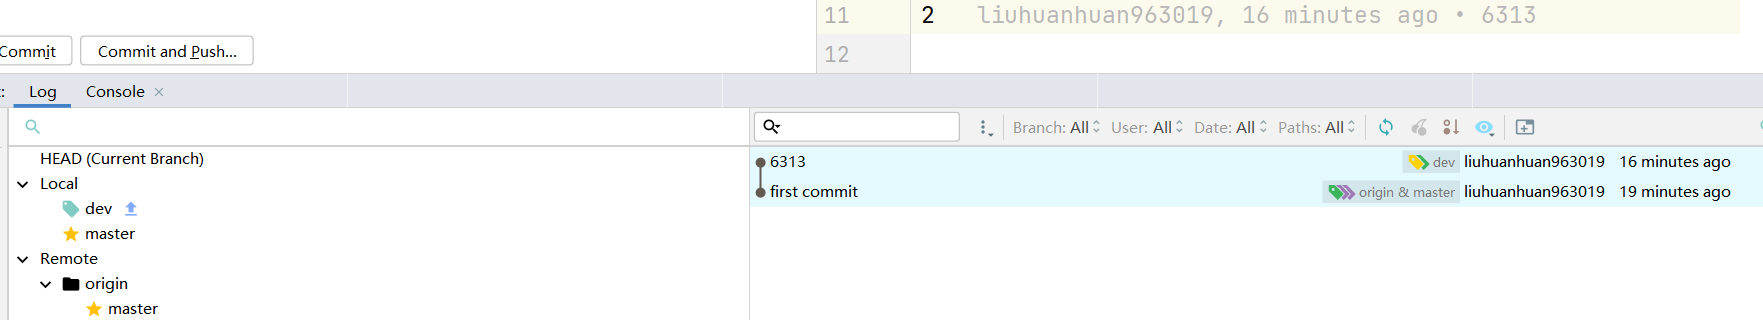 11 2 liuhuanhuan963019, 16 minutes ago • 6313
Commit Commit and Push...
12
: Log Console ×
Branch: All User: All Date: All Paths: All
HEAD (Current Branch)
6313 dev liuhuanhuan963019 16 minutes ago
Local
first commit origin & master liuhuanhuan963019 19 minutes ago
dev
master
Remote
origin
master